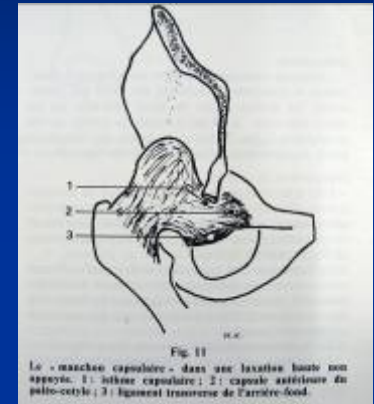 1
2
3
Fig. 11
Le « manchon capsulaire » dans une luxation haute non
appuyée. 1 : isthme capsulaire ; 2 : capsule antérieure du
paléo-cotyle ; 3 : ligament transverse de l'arrière-fond.